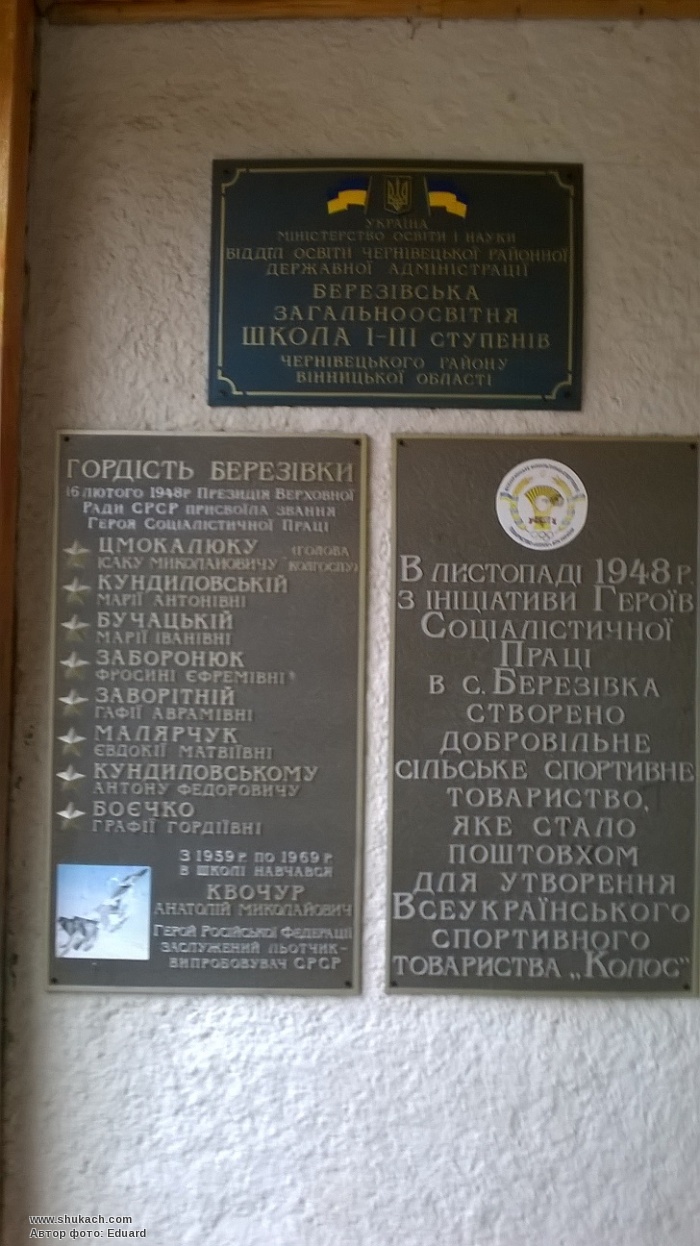 УКРАЇНА
МІНІСТЕРСТВО ОСВІТИ І НАУКИ
ВІДДІЛ ОСВІТИ ЧЕРНІВЕЦЬКОЇ РАЙОННОЇ
ДЕРЖАВНОЇ АДМІНІСТРАЦІЇ
БЕРЕЗІВСЬКА
ЗАГАЛЬНООСВІТНЯ
ШКОЛА І-ІІІ СТУПЕНІВ
ЧЕРНІВЕЦЬКОГО РАЙОНУ
ВІННИЦЬКОЇ ОБЛАСТІ
ГОРДІСТЬ БЕРЕЗІВКИ
16 ЛЮТОГО 1948Р ПРЕЗИДІЯ ВЕРХОВНОЇ
РАДИ СРСР ПРИСВОЇЛА ЗВАННЯ
ГЕРОЯ СОЦІАЛІСТИЧНОЇ ПРАЦІ
ЦМОКАЛЮКУ (ГОЛОВА
ІСАКУ МИКОЛАЙОВИЧУ КОЛГОСПУ)
КУНДИЛОВСЬКІЙ
МАРІЇ АНТОНІВНІ
БУЧАЦЬКІЙ
МАРІЇ ІВАНІВНІ
ЗАБОРОНЮК
ФРОСИНІ ЄФРЕМІВНІ
ЗАВОРІТНІЙ
ГАФІЇ АВРАМІВНІ
МАЛЯРЧУК
ЄВДОКІЇ МАТВІЇВНІ
КУНДИЛОВСЬКОМУ
АНТОНУ ФЕДОРОВИЧУ
БОЄЧКО
ГРАФІЇ ГОРДІЇВНІ
З 1959 Р. ПО 1969 Р.
В ШКОЛІ НАВЧАВСЯ
КВОЧУР
АНАТОЛІЙ МИКОЛАЙОВИЧ
ГЕРОЙ РОСІЙСЬКОЇ ФЕДЕРАЦІЇ
ЗАСЛУЖЕНИЙ ЛЬОТЧИК-
ВИПРОБОВУВАЧ СРСР
В ЛИСТОПАДІ 1948 Р.
З ІНІЦІАТИВИ ГЕРОЇВ
СОЦІАЛІСТИЧНОЇ
ПРАЦІ
В С. БЕРЕЗІВКА
СТВОРЕНО
ДОБРОВІЛЬНЕ
СІЛЬСЬКЕ СПОРТИВНЕ
ТОВАРИСТВО,
ЯКЕ СТАЛО
ПОШТОВХОМ
ДЛЯ УТВОРЕННЯ
ВСЕУКРАЇНСЬКОГО
СПОРТИВНОГО
ТОВАРИСТВА „КОЛОС"
www.shukach.com
Автор фото: Eduard